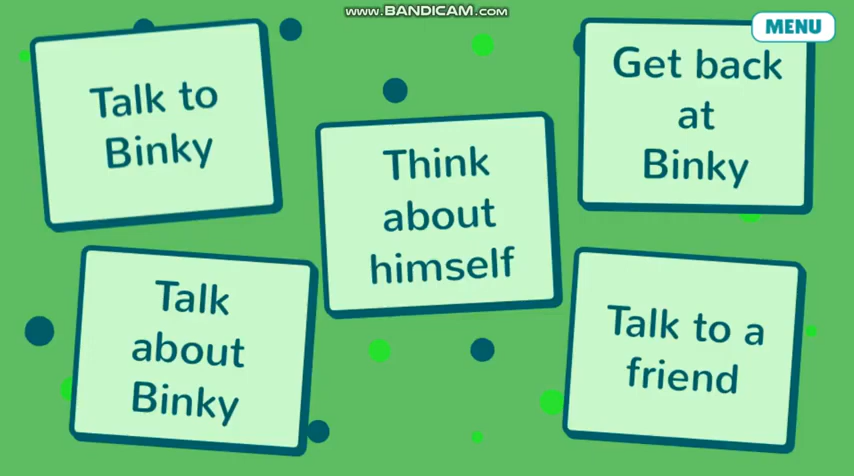 www.BANDICAM.com
MENU
Talk to
Binky
Think
about
himself
Get back
at
Binky
Talk
about
Binky
Talk to a
friend